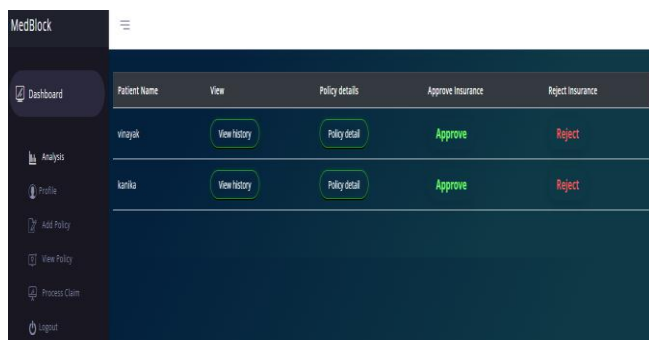 MedBlock
Dashboard
Analysis
Profile
Add Policy
View Policy
Process Claim
Logout
Patient Name View Policy details Approve Insurance Reject Insurance
vinayak View history Policy detail Approve Reject
kanika View history Policy detail Approve Reject